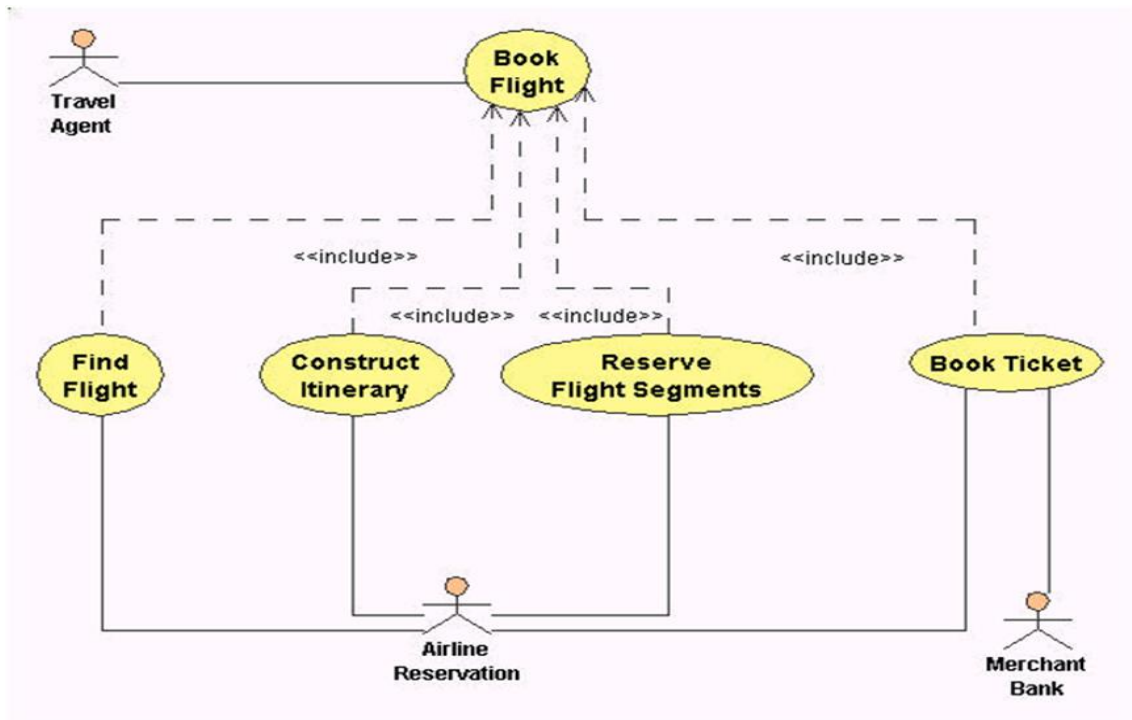 Book
Flight
Travel
Agent
<<include>>
<<include>>
<<include>>
<<include>>
Find
Flight
Construct
Itinerary
Reserve
Flight Segments
Book Ticket
Airline
Reservation
Merchant
Bank